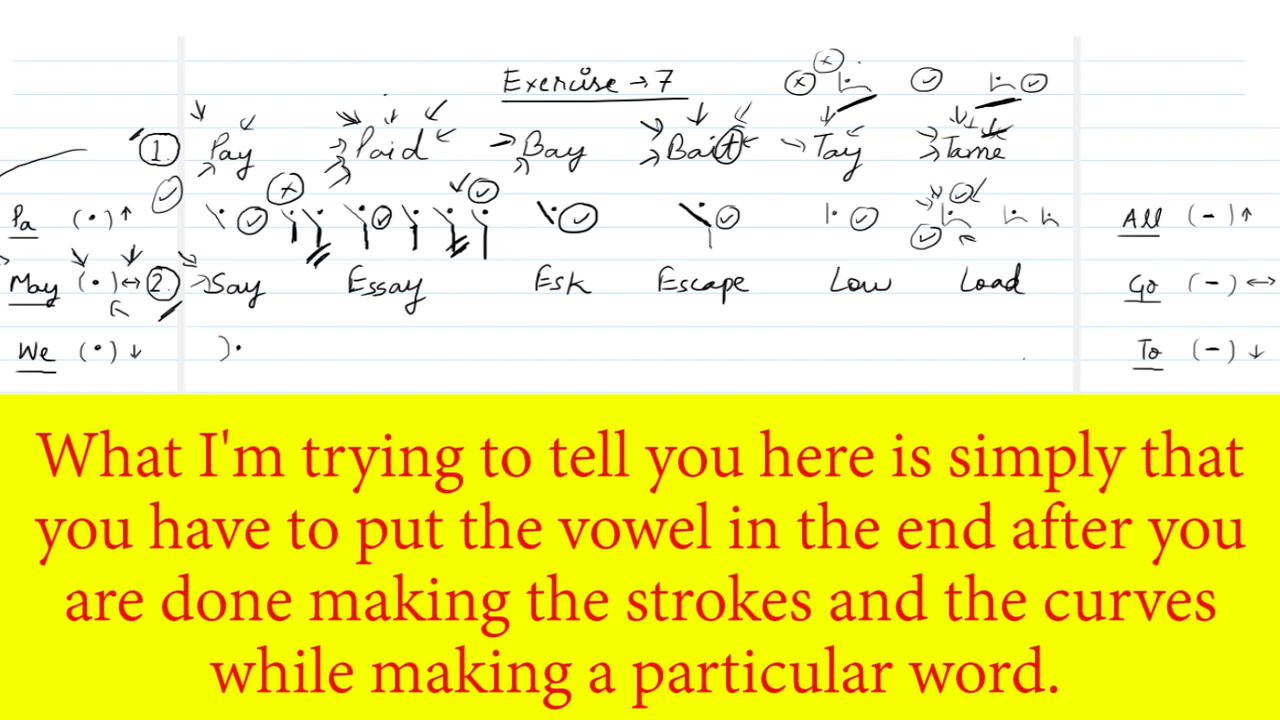 Exercise → 7
1. Pay Paid Bay Bait Tay Tame
Pa (•) ↑ All (-) ↑
May (•) ↔ 2. Say Essay Esk Escape Low Load Go (-) ↔
We (•) ↓ To (-) ↓
What I'm trying to tell you here is simply that
you have to put the vowel in the end after you
are done making the strokes and the curves
while making a particular word.